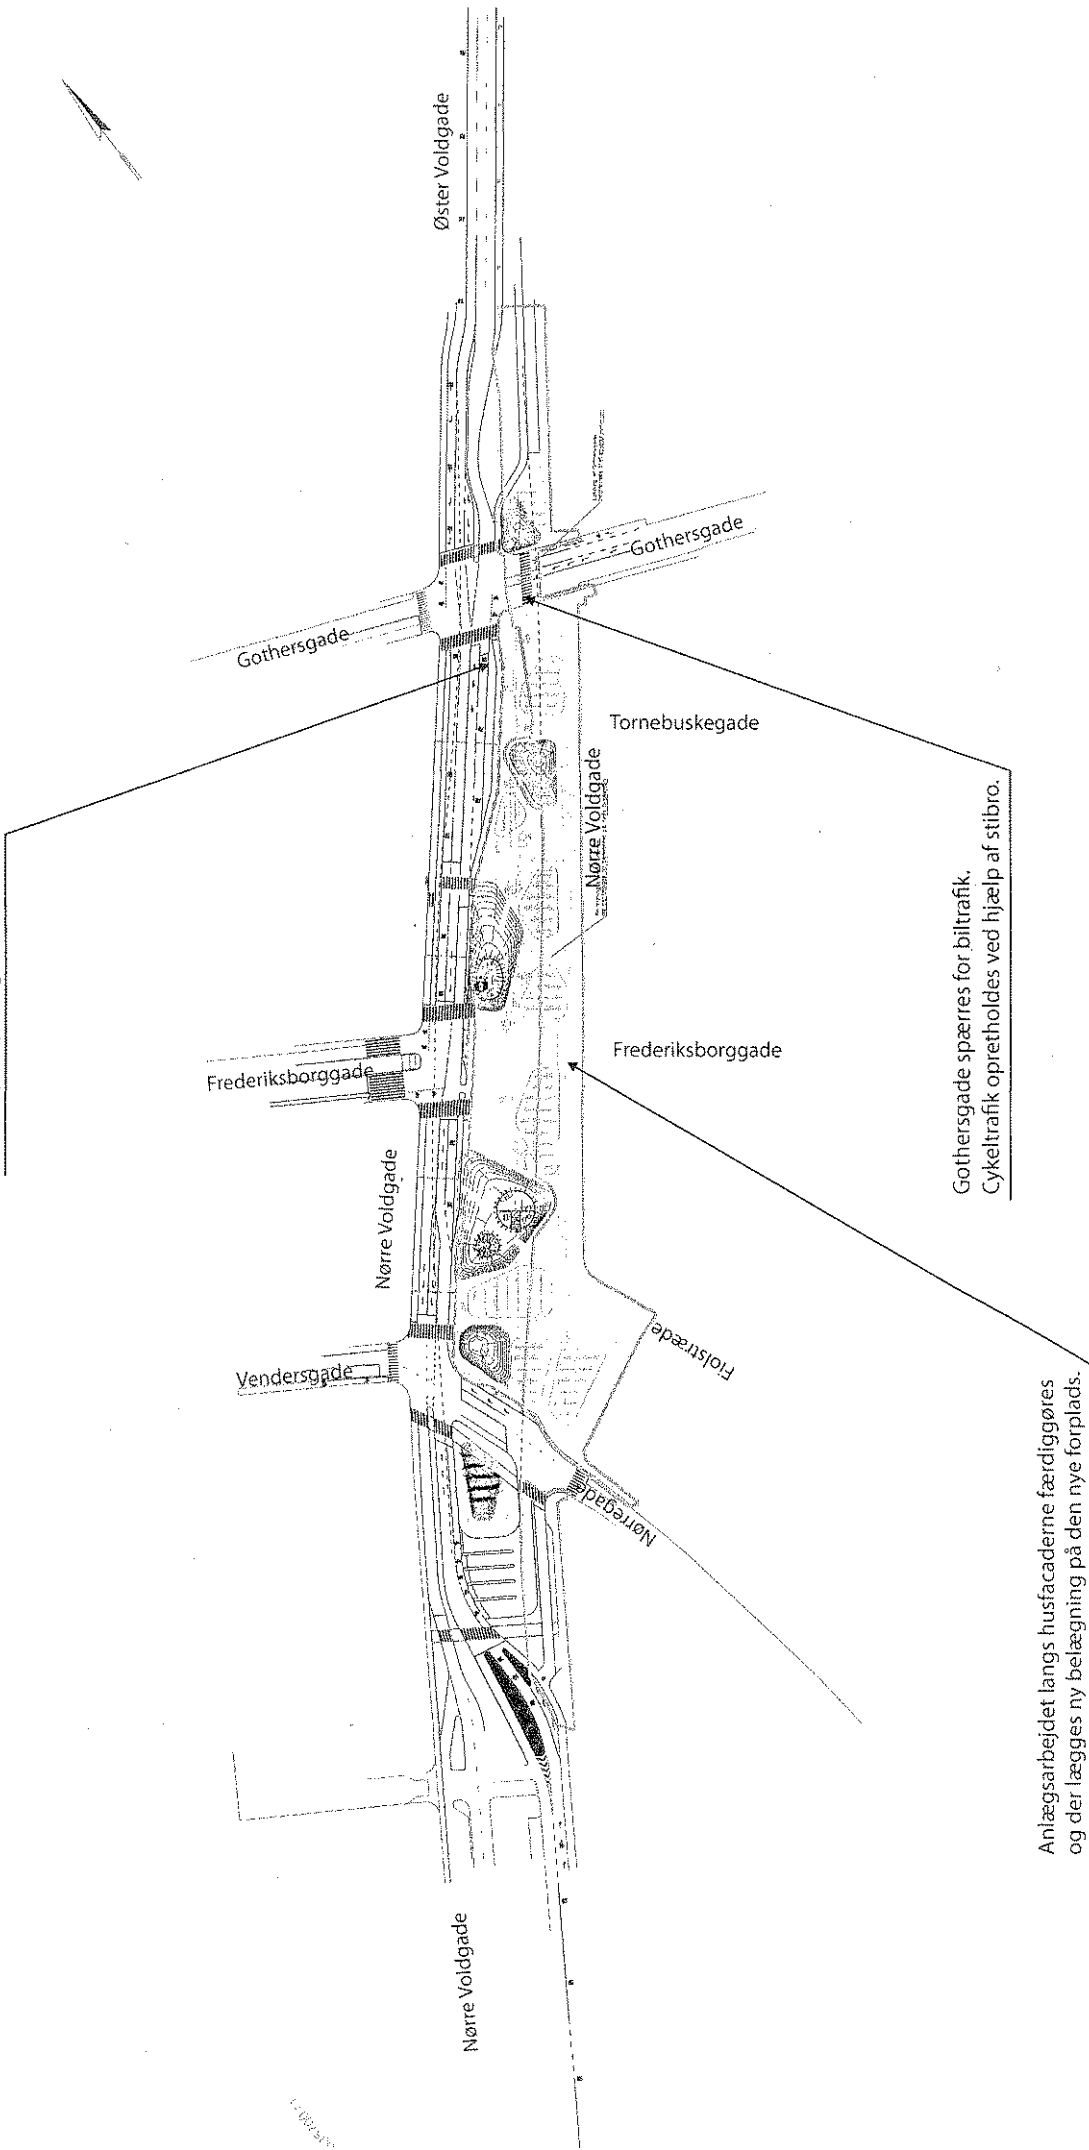 Øster Voldgade
Gothersgade
Gothersgade
Tornebuskegade
Nørre Voldgade
Frederiksborggade
Frederiksborggade
Nørre Voldgade
Vendersgade
Fiolstræde
Nørregade
Nørre Voldgade
Gothersgade spærres for biltrafik.
Cykeltrafik opretholdes ved hjælp af stibro.
Anlægsarbejdet langs husfacaderne færdiggøres
og der lægges ny belægning på den nye forplads.